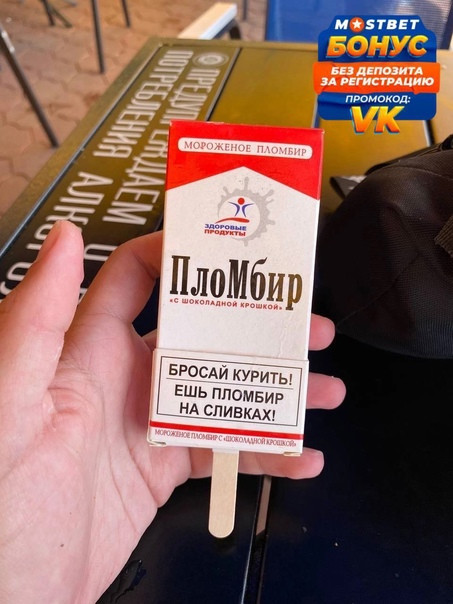 MOSTBET
БОНУС
БЕЗ ДЕПОЗИТА
ЗА РЕГИСТРАЦИЮ
ПРОМОКОД:
VK
ПРЕДУПРЕЖДАЕМ
ПОТРЕБЛЕНИЯ
МОРОЖЕНОЕ ПЛОМБИР
ЗДОРОВЫЕ
ПРОДУКТЫ
ПлоМбир
«С ШОКОЛАДНОЙ КРОШКОЙ»
БРОСАЙ КУРИТЬ!
ЕШЬ ПЛОМБИР
НА СЛИВКАХ!
МОРОЖЕНОЕ ПЛОМБИР С «ШОКОЛАДНОЙ КРОШКОЙ»